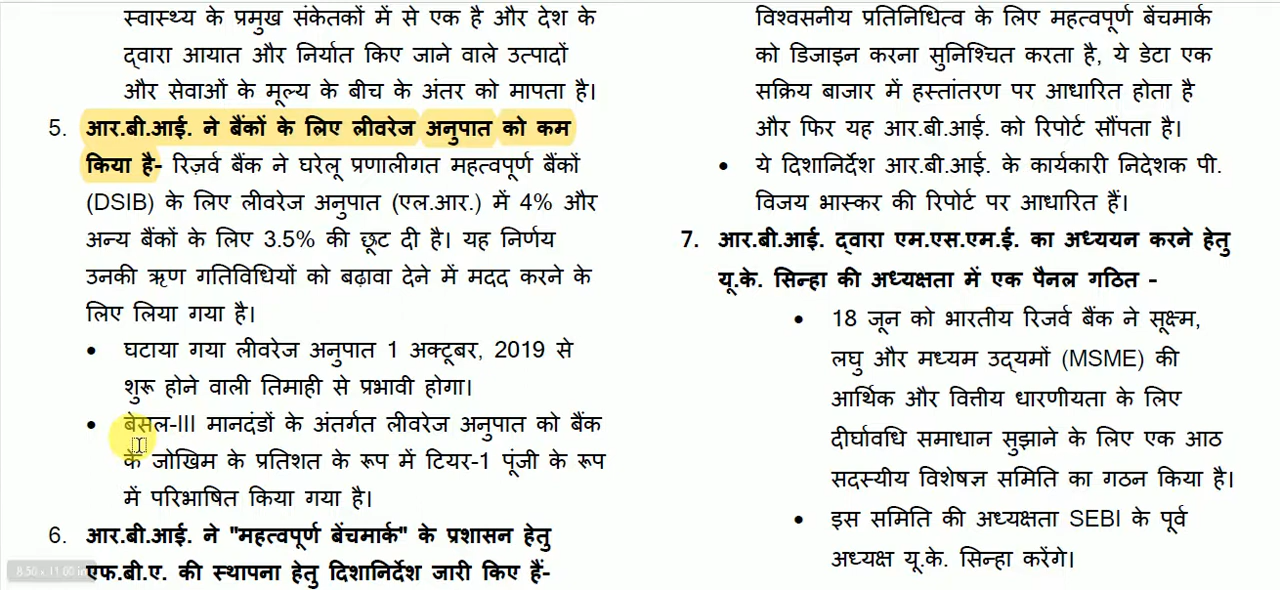 स्वास्थ्य के प्रमुख संकेतकों में से एक है और देश के
द्वारा आयात और निर्यात किए जाने वाले उत्पादों
और सेवाओं के मूल्य के बीच के अंतर को मापता है।
5. आर.बी.आई. ने बैंकों के लिए लीवरेज अनुपात को कम
किया है- रिज़र्व बैंक ने घरेलू प्रणालीगत महत्वपूर्ण बैंकों
(DSIB) के लिए लीवरेज अनुपात (एल.आर.) में 4% और
अन्य बैंकों के लिए 3.5% की छूट दी है। यह निर्णय
उनकी ऋण गतिविधियों को बढ़ावा देने में मदद करने के
लिए लिया गया है।
• घटाया गया लीवरेज अनुपात 1 अक्टूबर, 2019 से
शुरू होने वाली तिमाही से प्रभावी होगा।
• बेसल-III मानदंडों के अंतर्गत लीवरेज अनुपात को बैंक
के जोखिम के प्रतिशत के रूप में टियर-1 पूंजी के रूप
में परिभाषित किया गया है।
6. आर.बी.आई. ने "महत्वपूर्ण बेंचमार्क" के प्रशासन हेतु
एफ.बी.ए. की स्थापना हेतु दिशानिर्देश जारी किए हैं-
8.50 x 11.00 in
विश्वसनीय प्रतिनिधित्व के लिए महत्वपूर्ण बेंचमार्क
को डिजाइन करना सुनिश्चित करता है, ये डेटा एक
सक्रिय बाजार में हस्तांतरण पर आधारित होता है
और फिर यह आर.बी.आई. को रिपोर्ट सौंपता है।
• ये दिशानिर्देश आर.बी.आई. के कार्यकारी निदेशक पी.
विजय भास्कर की रिपोर्ट पर आधारित हैं।
7. आर.बी.आई. द्वारा एम.एस.एम.ई. का अध्ययन करने हेतु
यू.के. सिन्हा की अध्यक्षता में एक पैनल गठित -
• 18 जून को भारतीय रिजर्व बैंक ने सूक्ष्म,
लघु और मध्यम उद्यमों (MSME) की
आर्थिक और वित्तीय धारणीयता के लिए
दीर्घावधि समाधान सुझाने के लिए एक आठ
सदस्यीय विशेषज्ञ समिति का गठन किया है।
• इस समिति की अध्यक्षता SEBI के पूर्व
अध्यक्ष यू.के. सिन्हा करेंगे।